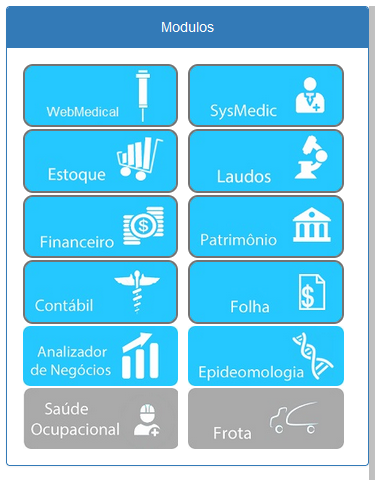 Modulos
WebMedical
SysMedic
Estoque
Laudos
Financeiro
Patrimônio
Contábil
Folha
Analizador
de Negócios
Epideomologia
Saúde
Ocupacional
Frota